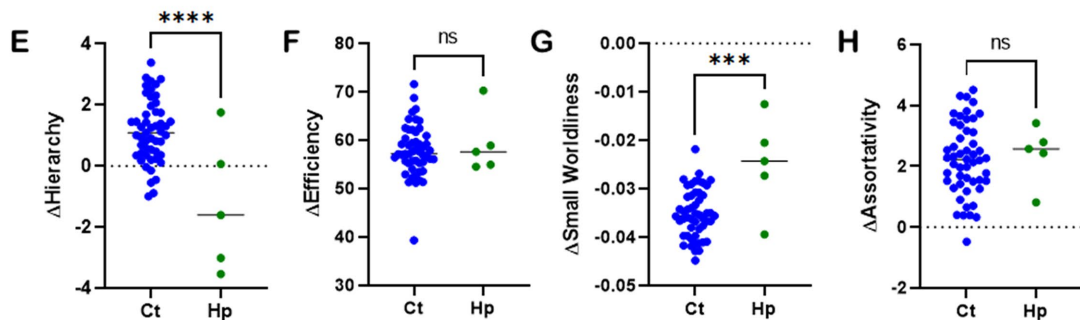 E
ΔHierarchy
4
2
0
-2
-4
****
Ct
Hp
F
ΔEfficiency
80
70
60
50
40
30
ns
Ct
Hp
G
ΔSmall Worldliness
0.00
-0.01
-0.02
-0.03
-0.04
-0.05
***
Ct
Hp
H
ΔAssortativity
6
4
2
0
-2
ns
Ct
Hp